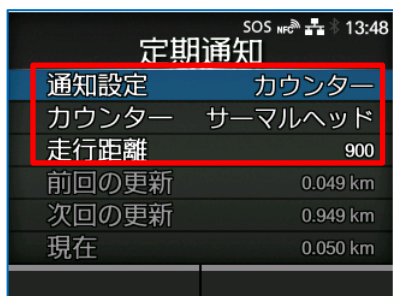 SOS NFC 13:48
定期通知
通知設定 カウンター
カウンター サーマルヘッド
走行距離 900
前回の更新 0.049 km
次回の更新 0.949 km
現在 0.050 km